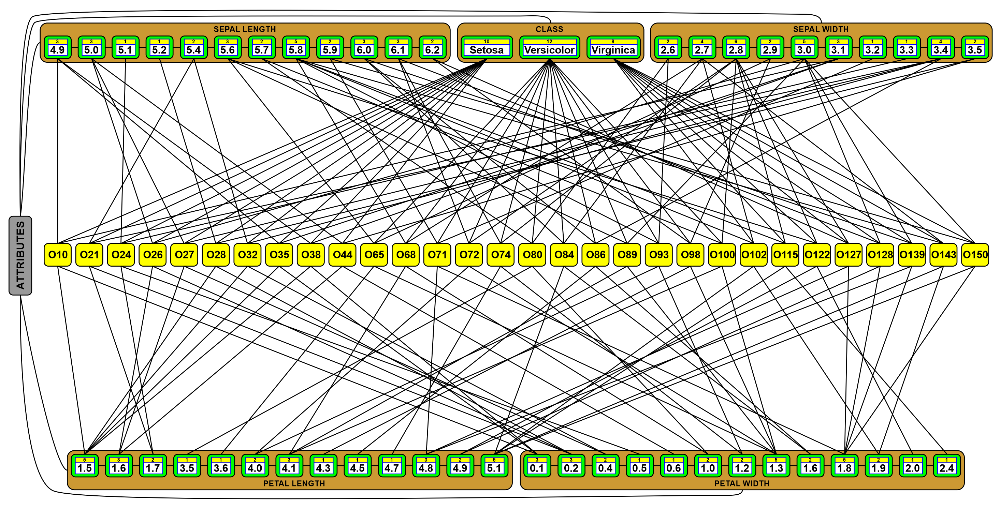 SEPAL LENGTH CLASS SEPAL WIDTH
3 3 1 1 2 3 2 5 2 3 3 2 10 12 8 2 4 6 2 5 3 1 1 4 2
4.9 5.0 5.1 5.2 5.4 5.6 5.7 5.8 5.9 6.0 6.1 6.2 Setosa Versicolor Virginica 2.6 2.7 2.8 2.9 3.0 3.1 3.2 3.3 3.4 3.5
ATTRIBUTES
O10 O21 O24 O26 O27 O28 O32 O35 O38 O44 O65 O68 O71 O72 O74 O80 O84 O86 O89 O93 O98 O100 O102 O115 O122 O127 O128 O139 O143 O150
5 3 2 1 1 2 3 1 1 1 3 2 5 3 3 2 1 1 2 2 5 2 5 2 1 1
1.5 1.6 1.7 3.5 3.6 4.0 4.1 4.3 4.5 4.7 4.8 4.9 5.1 0.1 0.2 0.4 0.5 0.6 1.0 1.2 1.3 1.6 1.8 1.9 2.0 2.4
PETAL LENGTH PETAL WIDTH